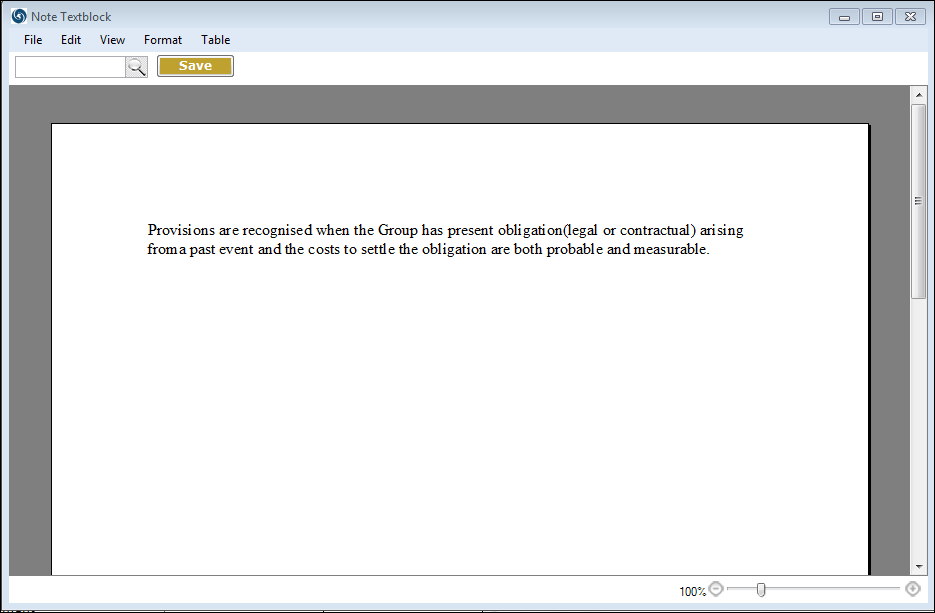 Note Textblock
File Edit View Format Table
Save
Provisions are recognised when the Group has present obligation(legal or contractual) arising
froma past event and the costs to settle the obligation are both probable and measurable.
100%